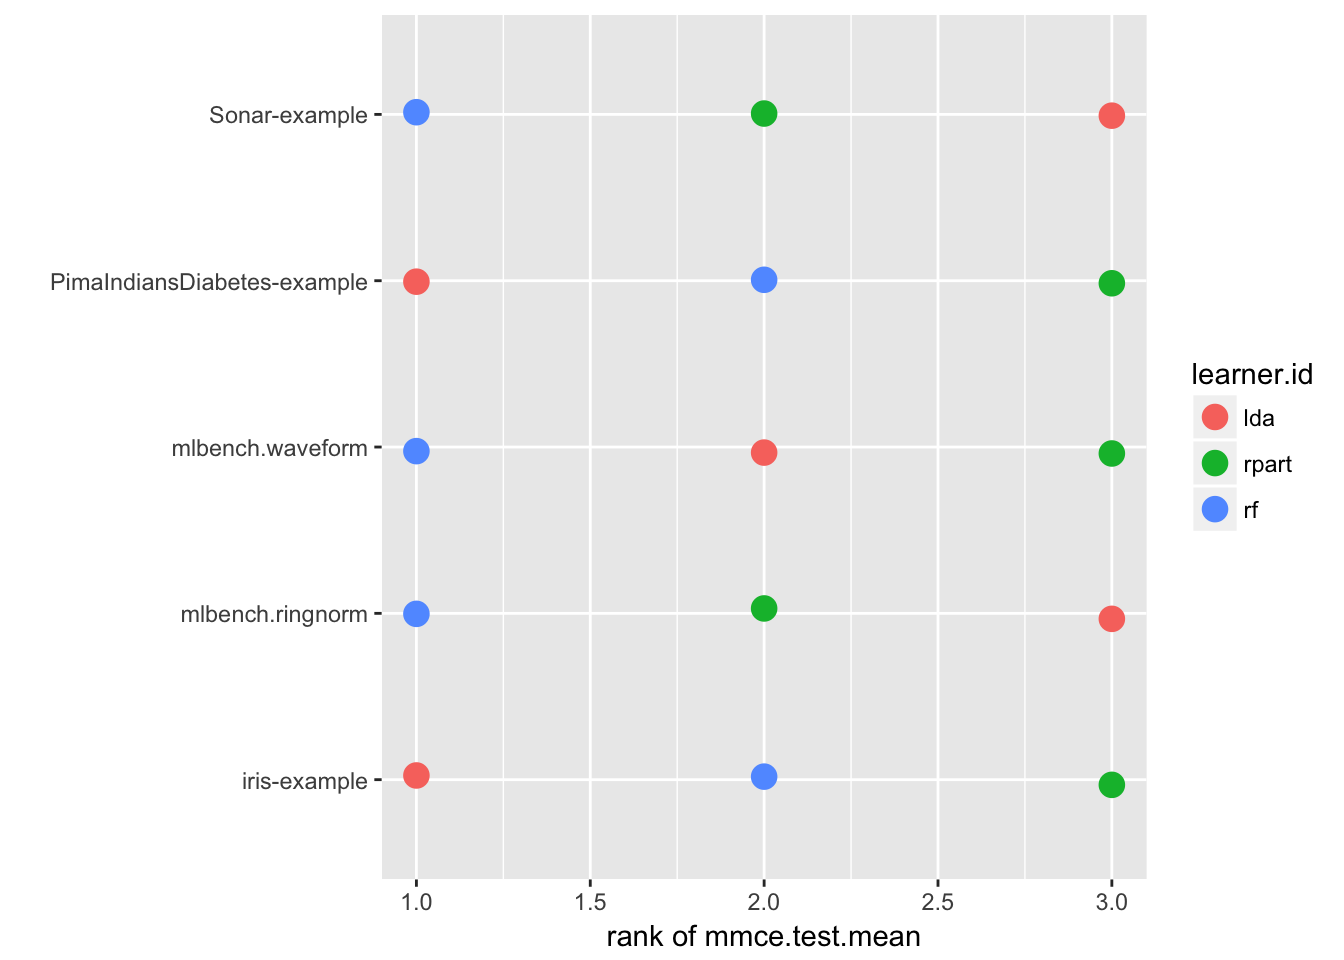 Sonar-example
PimaIndiansDiabetes-example
mlbench.waveform
mlbench.ringnorm
iris-example
1.0 1.5 2.0 2.5 3.0
rank of mmce.test.mean
learner.id
lda
rpart
rf